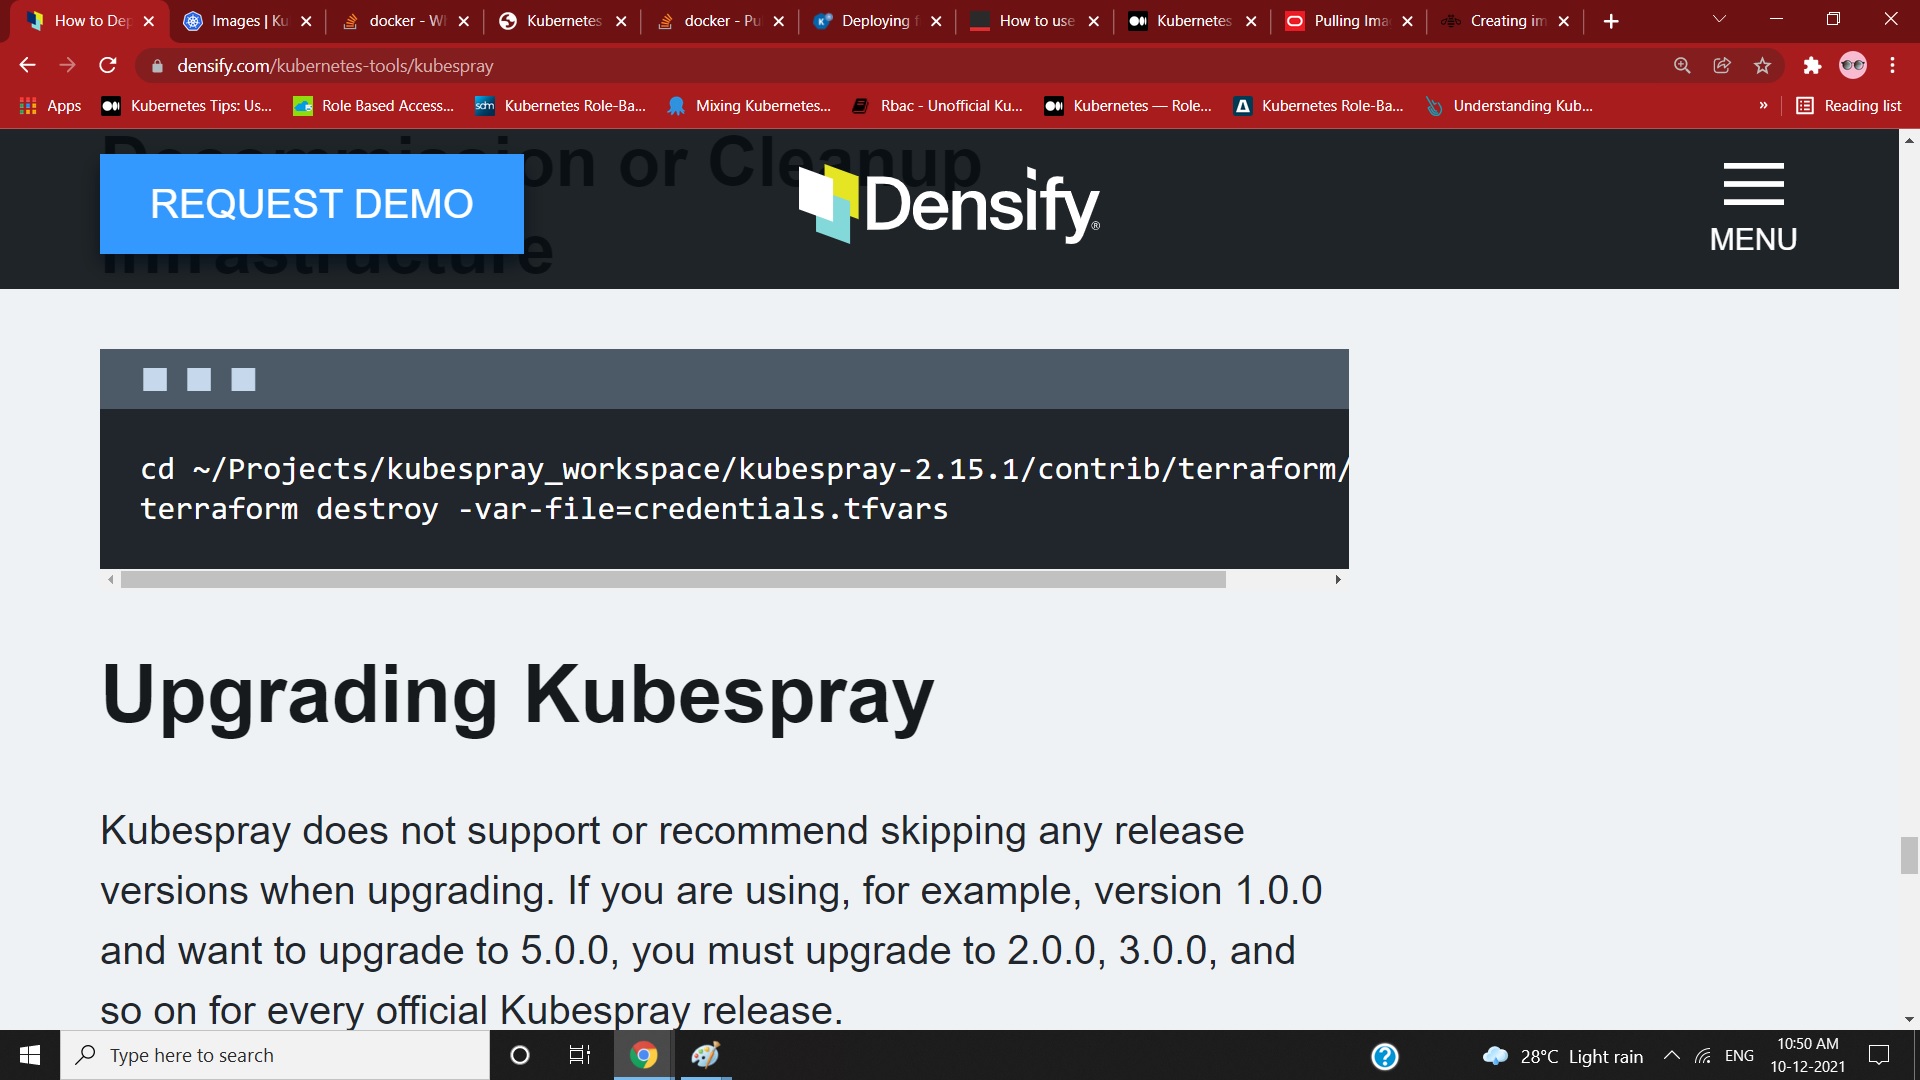 How to Dep
Images | Ku
docker - Wh
Kubernetes
docker - Pu
Deploying f
How to use
Kubernetes
Pulling Ima
Creating im
densify.com/kubernetes-tools/kubespray
Apps
Kubernetes Tips: Us...
Role Based Access...
sdm
Kubernetes Role-Ba...
Mixing Kubernetes...
Rbac - Unofficial Ku...
Kubernetes — Role...
Kubernetes Role-Ba...
Understanding Kub...
»
Reading list
Decommission or Cleanup
Infrastructure
REQUEST DEMO
Densify®
MENU
cd ~/Projects/kubespray_workspace/kubespray-2.15.1/contrib/terraform/
terraform destroy -var-file=credentials.tfvars
Upgrading Kubespray
Kubespray does not support or recommend skipping any release
versions when upgrading. If you are using, for example, version 1.0.0
and want to upgrade to 5.0.0, you must upgrade to 2.0.0, 3.0.0, and
so on for every official Kubespray release.
Type here to search
28°C Light rain
ENG
10:50 AM
10-12-2021